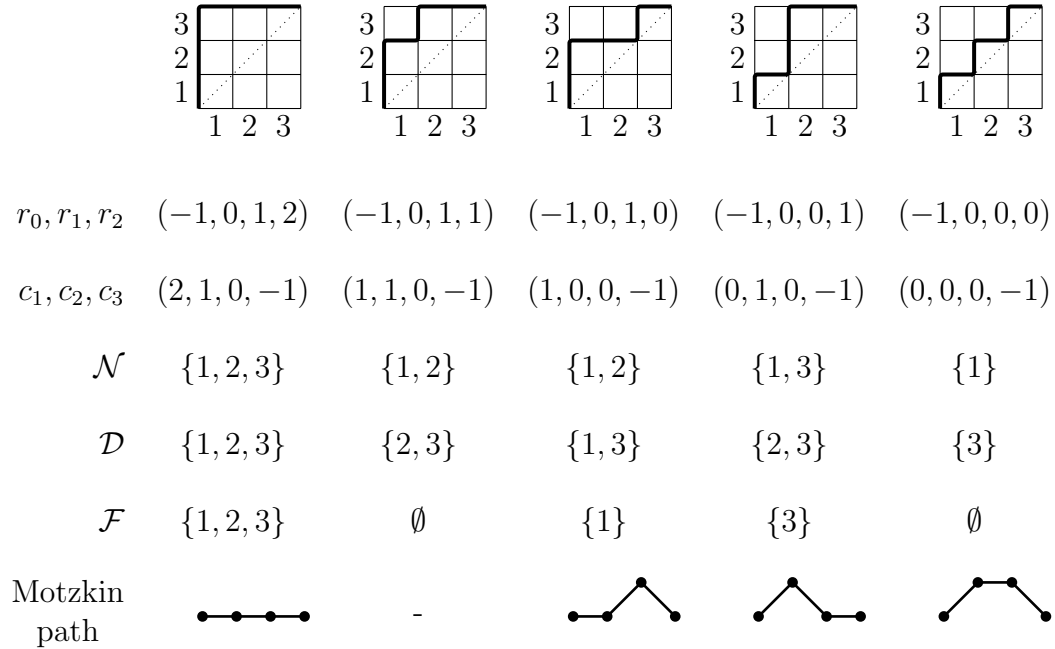 3 3 3 3 3
2 2 2 2 2
1 1 1 1 1
1 2 3 1 2 3 1 2 3 1 2 3 1 2 3
r₀, r₁, r₂ (−1, 0, 1, 2) (−1, 0, 1, 1) (−1, 0, 1, 0) (−1, 0, 0, 1) (−1, 0, 0, 0)
c₁, c₂, c₃ (2, 1, 0, −1) (1, 1, 0, −1) (1, 0, 0, −1) (0, 1, 0, −1) (0, 0, 0, −1)
𝒩 {1, 2, 3} {1, 2} {1, 2} {1, 3} {1}
𝒟 {1, 2, 3} {2, 3} {1, 3} {2, 3} {3}
ℱ {1, 2, 3} ∅ {1} {3} ∅
Motzkin
path -